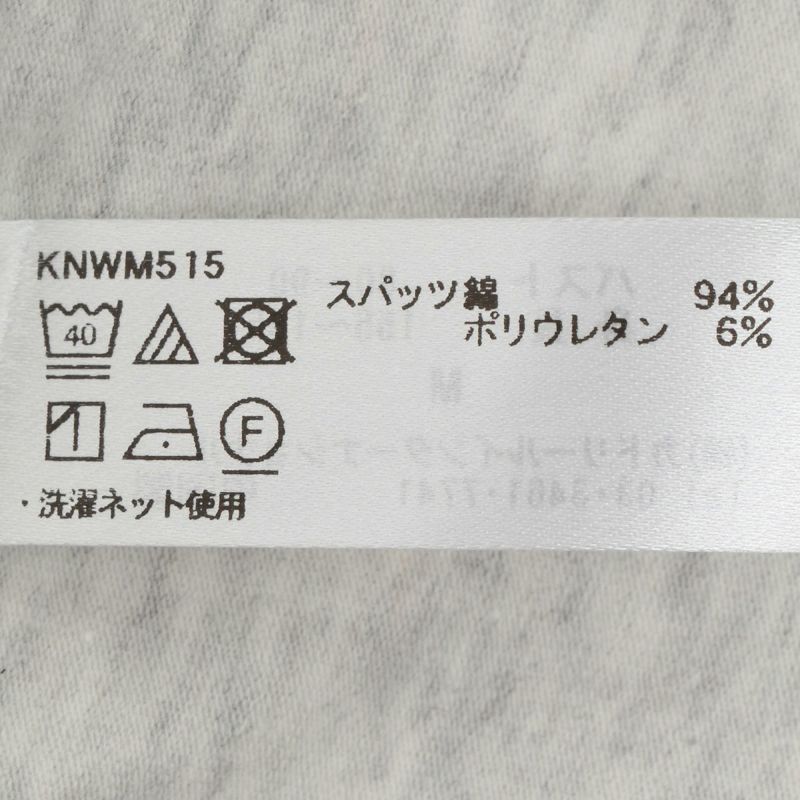 KNWM515
40
F
・洗濯ネット使用
スパッツ綿 94%
ポリウレタン 6%
M